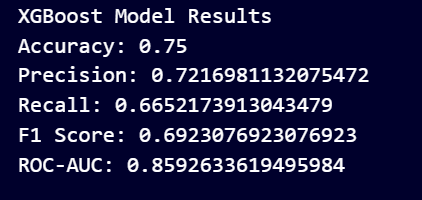 XGBoost Model Results
Accuracy: 0.75
Precision: 0.7216981132075472
Recall: 0.6652173913043479
F1 Score: 0.6923076923076923
ROC-AUC: 0.8592633619495984